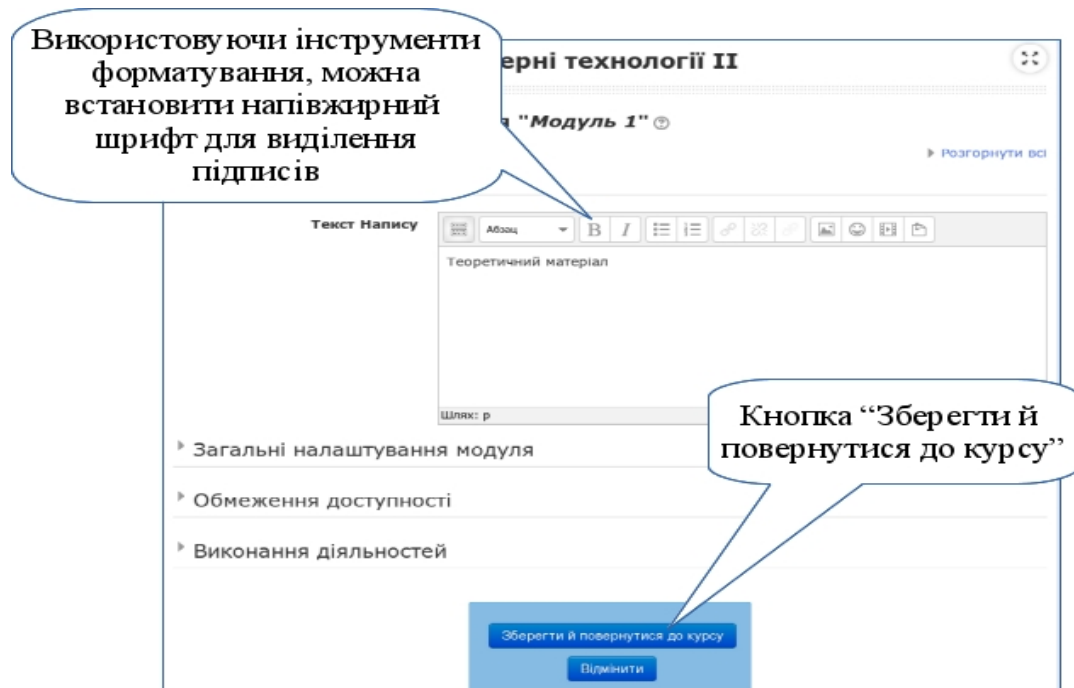 Використовуючи інструменти
форматування, можна
встановити напівжирний
шрифт для виділення
підписів
ерні технології II
"Модуль 1"
Розгорнути всі
Текст Напису
Абзац
B I
Теоретичний матеріал
Шлях: p
Кнопка “Зберегти й
повернутися до курсу”
Загальні налаштування модуля
Обмеження доступності
Виконання діяльностей
Зберегти й повернутися до курсу
Відмінити